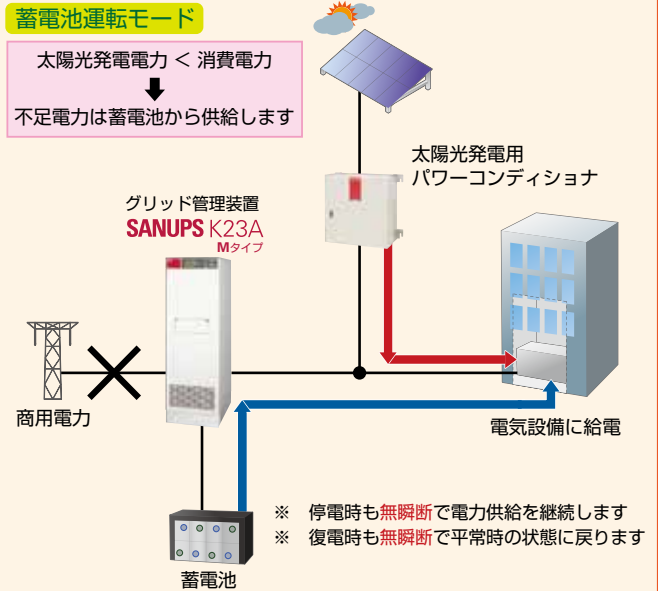 蓄電池運転モード
太陽光発電電力 < 消費電力
不足電力は蓄電池から供給します
太陽光発電用
パワーコンディショナ
グリッド管理装置
SANUPS K23A
Mタイプ
商用電力
電気設備に給電
※ 停電時も無瞬断で電力供給を継続します
※ 復電時も無瞬断で平常時の状態に戻ります
蓄電池